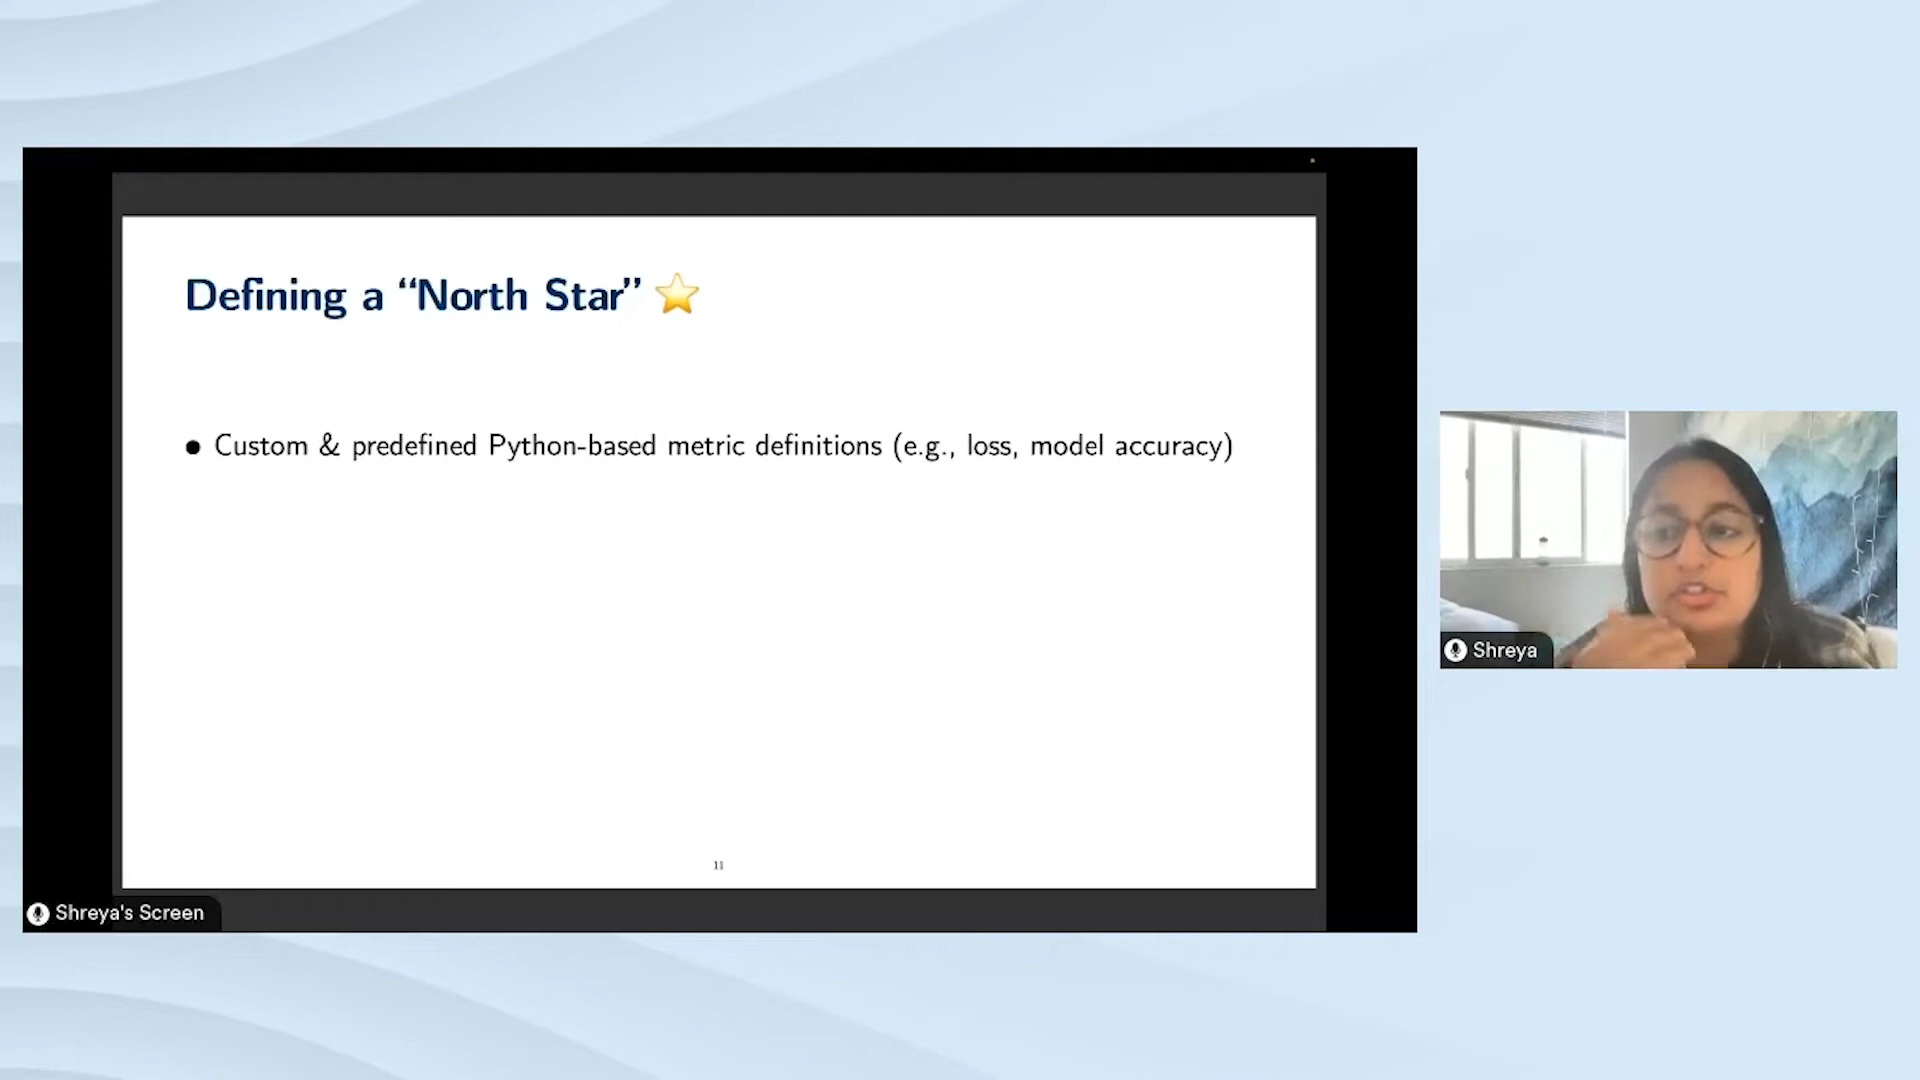 Defining a “North Star” ⭐
● Custom & predefined Python-based metric definitions (e.g., loss, model accuracy)
11
Shreya's Screen
Shreya